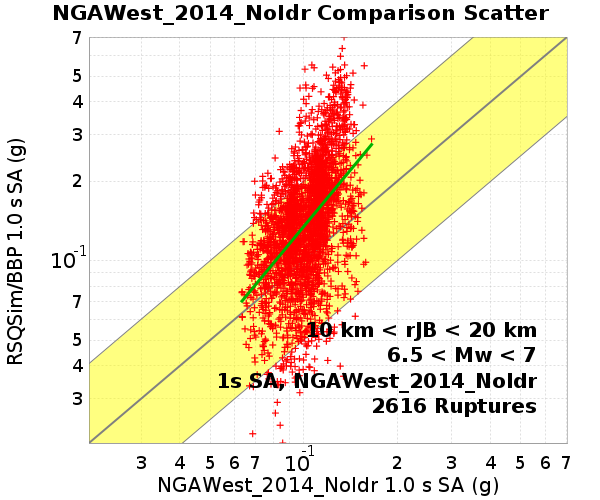 NGAWest_2014_NoIdr Comparison Scatter
7
5
4
3
2
10-1
7
5
4
3
RSQSim/BBP 1.0 s SA (g)
10 km < rJB < 20 km
6.5 < Mw < 7
1s SA, NGAWest_2014_NoIdr
2616 Ruptures
3 4 5 6 7 10-1 2 3 4 5 6 7
NGAWest_2014_NoIdr 1.0 s SA (g)